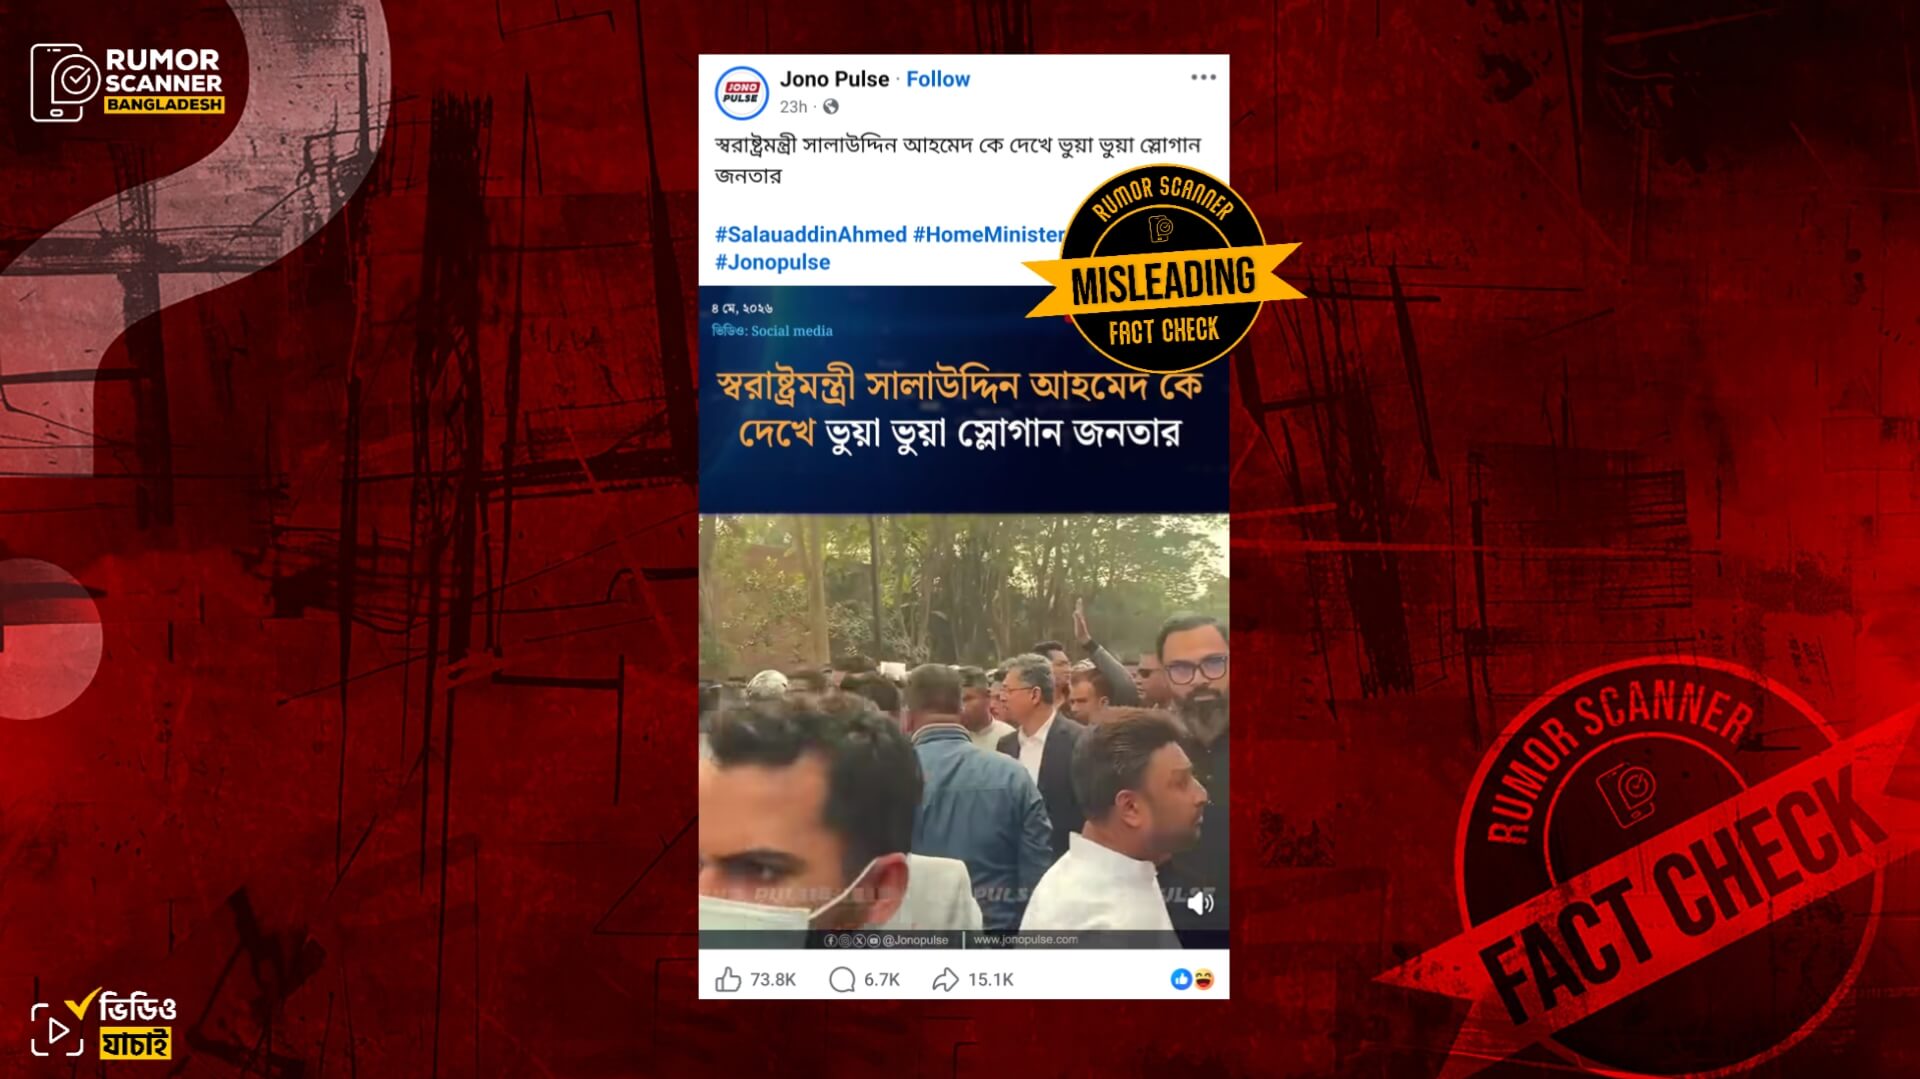 RUMOR
SCANNER
BANGLADESH
JONO
PULSE
Jono Pulse · Follow
23h ·
স্বরাষ্ট্রমন্ত্রী সালাউদ্দিন আহমেদ কে দেখে ভুয়া ভুয়া স্লোগান
জনতার
#SalauaddinAhmed #HomeMinister
#Jonopulse
RUMOR SCANNER
MISLEADING
FACT CHECK
৪ মে, ২০২৬
ভিডিও: Social media
স্বরাষ্ট্রমন্ত্রী সালাউদ্দিন আহমেদ কে
দেখে ভুয়া ভুয়া স্লোগান জনতার
@Jonopulse | www.jonopulse.com
73.8K 6.7K 15.1K
RUMOR SCANNER
FACT CHECK
ভিডিও
যাচাই